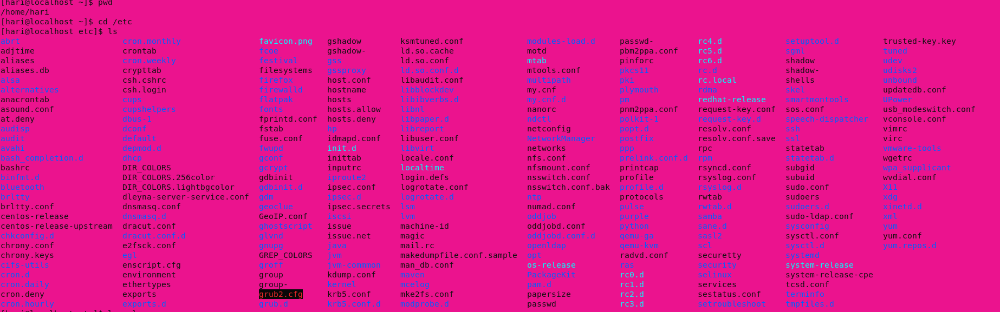 [hari@localhost ~]$ pwd
/home/hari
[hari@localhost ~]$ cd /etc
[hari@localhost etc]$ ls
abrt cron.monthly favicon.png gshadow ksmtuned.conf modules-load.d passwd- rc4.d setuptool.d trusted-key.key
adjtime crontab fcoe gshadow- ld.so.cache motd pbm2ppa.conf rc5.d sgml tuned
aliases cron.weekly festival gss ld.so.conf mtab pinforc rc6.d shadow udev
aliases.db crypttab filesystems gssproxy ld.so.conf.d mtools.conf pkcs11 rc.d shadow- udisks2
alsa csh.cshrc firefox host.conf libaudit.conf multipath pki rc.local shells unbound
alternatives csh.login firewalld hostname libblockdev my.cnf plymouth rdma skel updatedb.conf
anacrontab cups flatpak hosts libibverbs.d my.cnf.d pm redhat-release smartmontools UPower
asound.conf cupshelpers fonts hosts.allow libnl nanorc pnm2ppa.conf request-key.conf sos.conf usb_modeswitch.conf
at.deny dbus-1 fprintd.conf hosts.deny libpaper.d ndctl polkit-1 request-key.d speech-dispatcher vconsole.conf
audisp dconf fstab hp libreport netconfig popt.d resolv.conf ssh vimrc
audit default fuse.conf idmapd.conf libuser.conf NetworkManager postfix resolv.conf.save ssl virc
avahi depmod.d fwupd init.d libvirt networks ppp rpc statetab vmware-tools
bash_completion.d dhcp gconf inittab locale.conf nfs.conf prelink.conf.d rpm statetab.d wgetrc
bashrc DIR_COLORS gcrypt inputrc localtime nfsmount.conf printcap rsyncd.conf subgid wpa_supplicant
binfmt.d DIR_COLORS.256color gdbinit iproute2 login.defs nsswitch.conf profile rsyslog.conf subuid wvdial.conf
bluetooth DIR_COLORS.lightbgcolor gdbinit.d ipsec.conf logrotate.conf nsswitch.conf.bak profile.d rsyslog.d sudo.conf X11
brltty dleyna-server-service.conf gdm ipsec.d logrotate.d ntp protocols rwtab sudoers xdg
brltty.conf dnsmasq.conf geoclue ipsec.secrets lsm numad.conf pulse rwtab.d sudoers.d xinetd.d
centos-release dnsmasq.d GeoIP.conf iscsi lvm oddjob purple samba sudo-ldap.conf xml
centos-release-upstream dracut.conf ghostscript issue machine-id oddjobd.conf python sane.d sysconfig yum
chkconfig.d dracut.conf.d glvnd issue.net magic oddjobd.conf.d qemu-ga sasl2 sysctl.conf yum.conf
chrony.conf e2fsck.conf gnupg java mail.rc openldap qemu-kvm scl sysctl.d yum.repos.d
chrony.keys egl GREP_COLORS jvm makedumpfile.conf.sample opt radvd.conf securetty systemd
cifs-utils enscript.cfg groff jvm-commmon man_db.conf os-release ras security system-release
cron.d environment group kdump.conf maven PackageKit rc0.d selinux system-release-cpe
cron.daily ethertypes group- kernel mcelog pam.d rc1.d services tcsd.conf
cron.deny exports grub2.cfg krb5.conf mke2fs.conf papersize rc2.d sestatus.conf terminfo
cron.hourly exports.d grub.d krb5.conf.d modprobe.d passwd rc3.d setroubleshoot tmpfiles.d